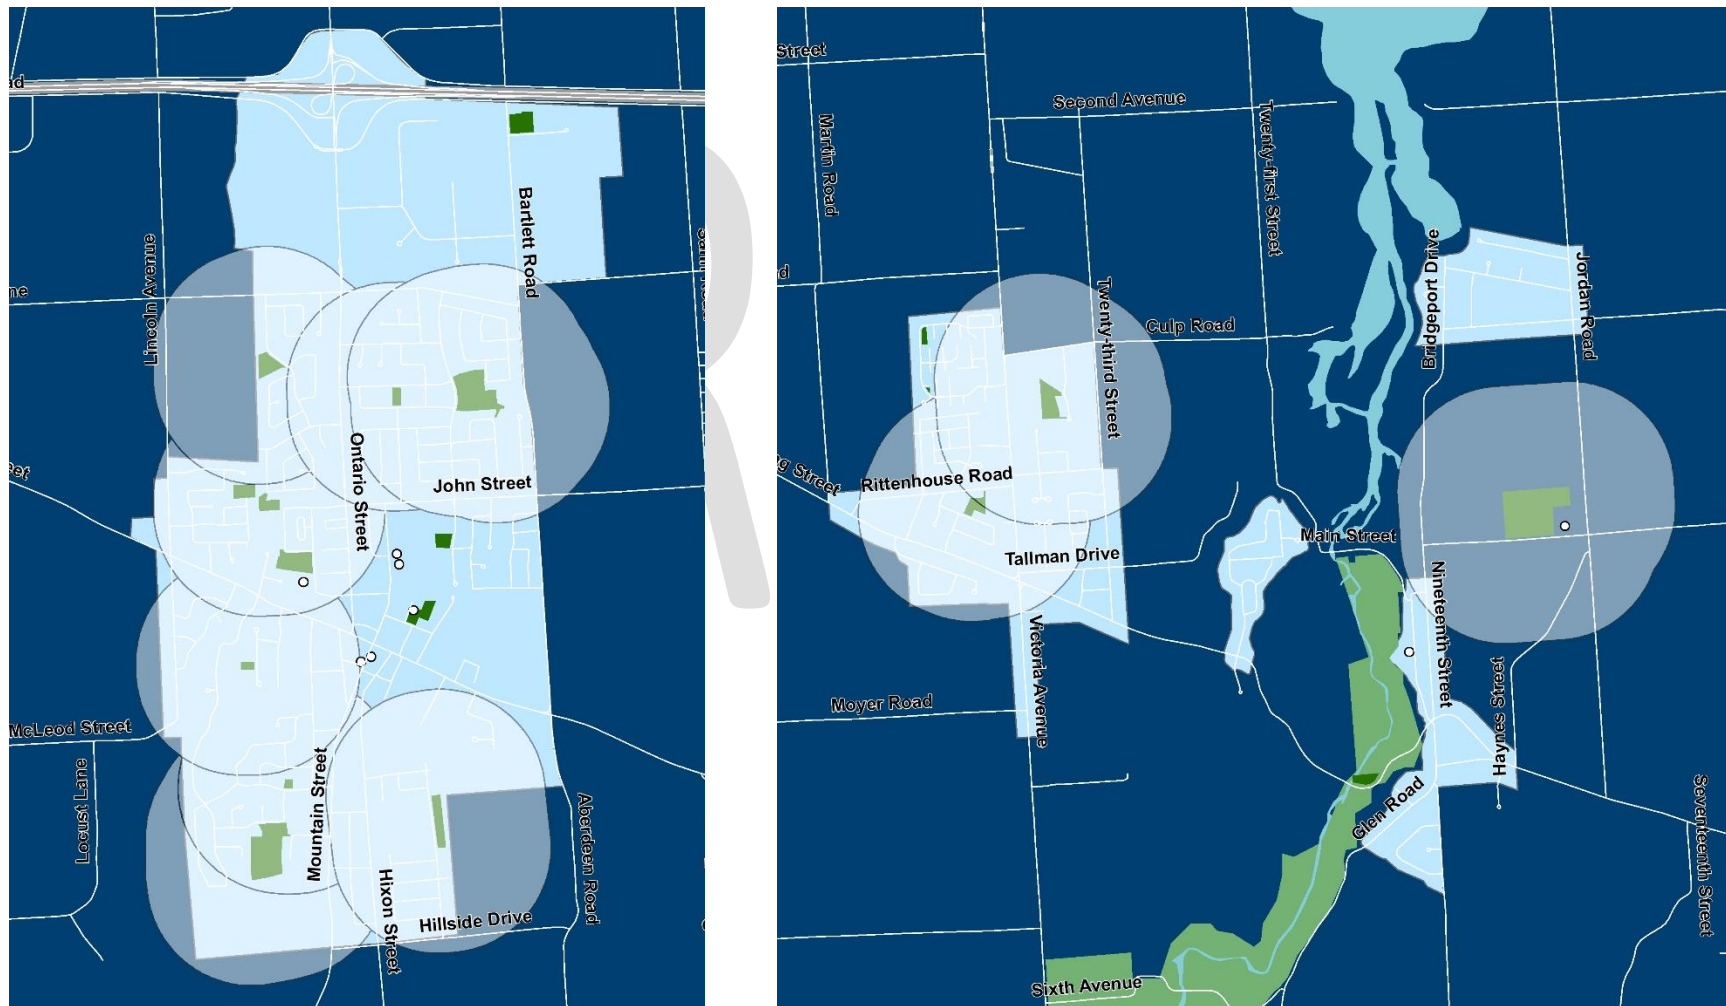 Bartlett Road
Lincoln Avenue
Ontario Street
John Street
McLeod Street
Locust Lane
Mountain Street
Hixon Street
Hillside Drive
Aberdeen Road
R
Street
Second Avenue
Martin Road
Twenty-first Street
Bridgeport Drive
Jordan Road
Culp Road
Twenty-third Street
Rittenhouse Road
Main Street
Tallman Drive
Nineteenth Street
Victoria Avenue
Moyer Road
Haynes Street
Glen Road
Seventeenth Street
Sixth Avenue